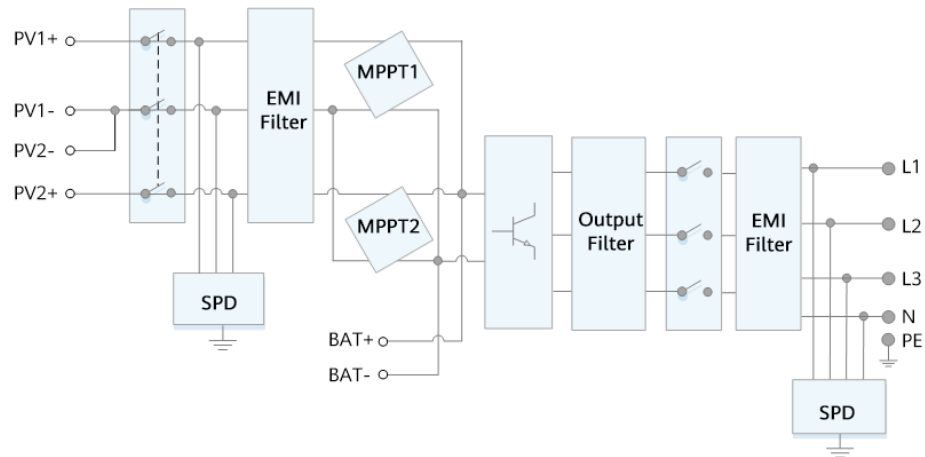 PV1+
PV1-
PV2-
PV2+
EMI
Filter
MPPT1
MPPT2
SPD
BAT+
BAT-
Output
Filter
EMI
Filter
L1
L2
L3
N
PE
SPD